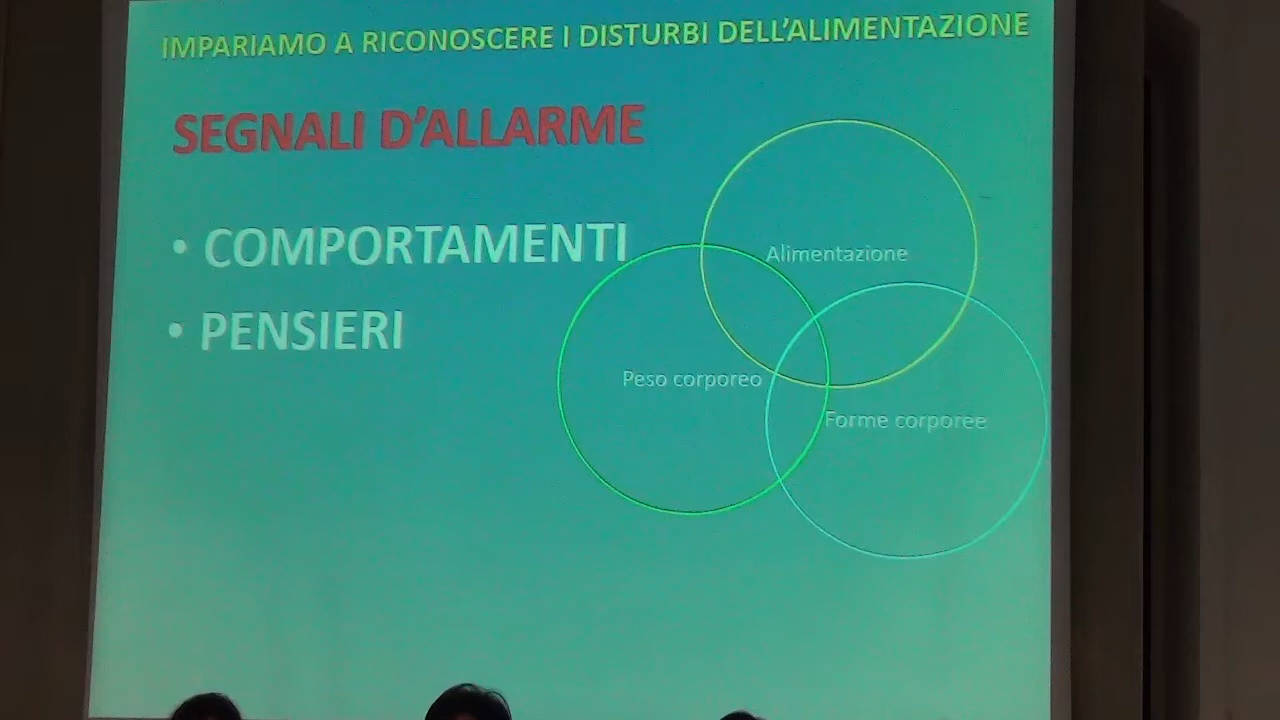 IMPARIAMO A RICONOSCERE I DISTURBI DELL'ALIMENTAZIONE
SEGNALI D'ALLARME
• COMPORTAMENTI
• PENSIERI
Alimentazione
Peso corporeo
Forme corporee